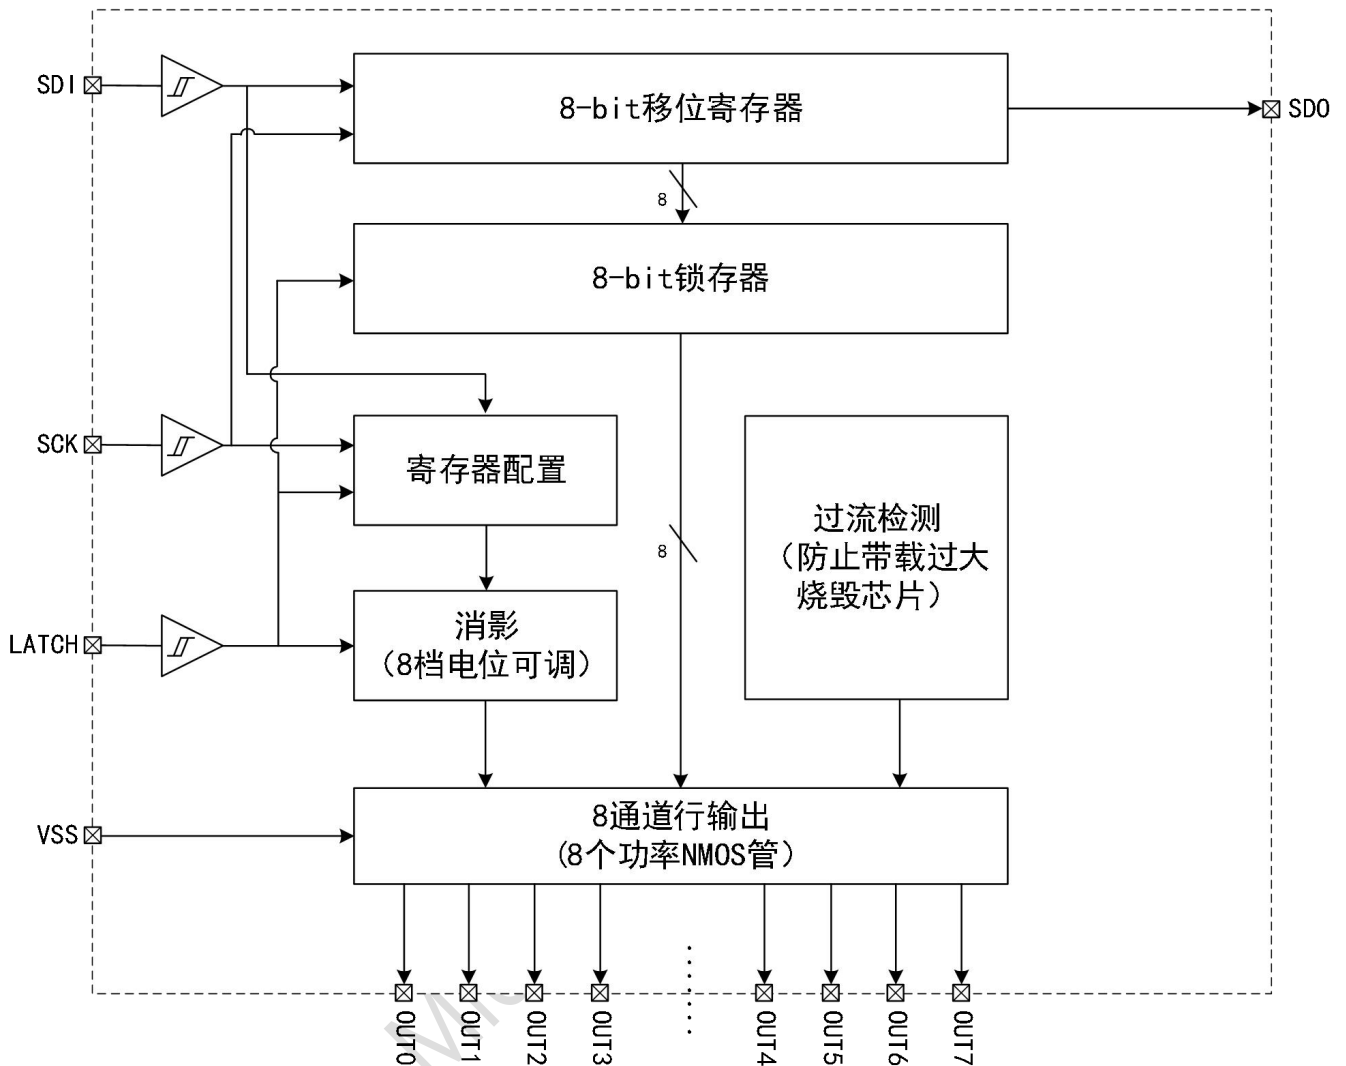 SDI
8-bit移位寄存器
SDO
8
8-bit锁存器
SCK
寄存器配置
8
过流检测
（防止带载过大
烧毁芯片）
LATCH
消影
（8档电位可调）
VSS
8通道行输出
（8个功率NMOS管）
OUT0
OUT1
OUT2
OUT3
OUT4
OUT5
OUT6
OUT7